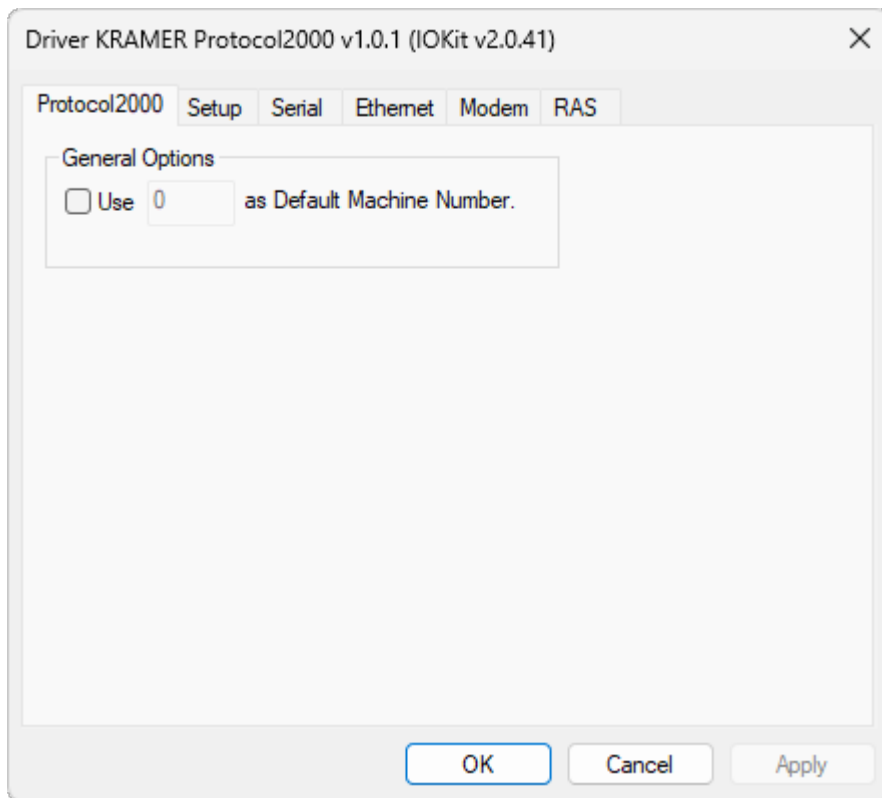 Driver KRAMER Protocol2000 v1.0.1 (IOKit v2.0.41)
Protocol2000 Setup Serial Ethernet Modem RAS
General Options
Use 0 as Default Machine Number.
OK Cancel Apply